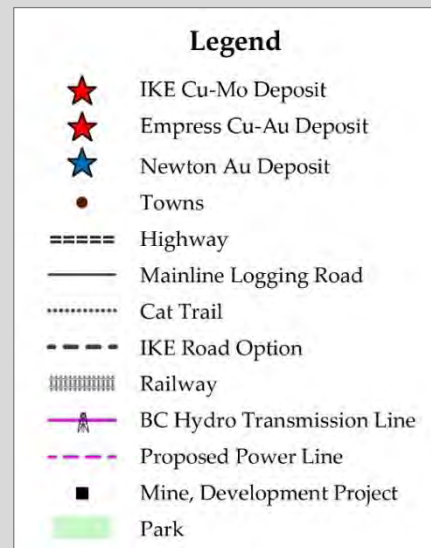 Legend
IKE Cu-Mo Deposit
Empress Cu-Au Deposit
Newton Au Deposit
Towns
Highway
Mainline Logging Road
Cat Trail
IKE Road Option
Railway
BC Hydro Transmission Line
Proposed Power Line
Mine, Development Project
Park